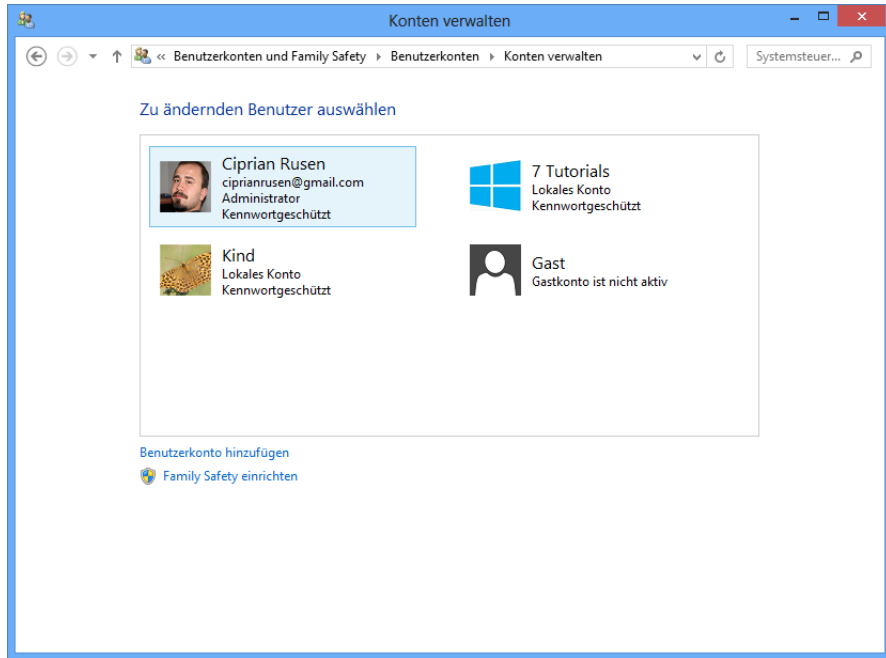 Konten verwalten
« Benutzerkonten und Family Safety Benutzerkonten Konten verwalten
Systemsteuer...
Zu ändernden Benutzer auswählen
Ciprian Rusen
ciprianrusen@gmail.com
Administrator
Kennwortgeschützt
7 Tutorials
Lokales Konto
Kennwortgeschützt
Kind
Lokales Konto
Kennwortgeschützt
Gast
Gastkonto ist nicht aktiv
Benutzerkonto hinzufügen
Family Safety einrichten